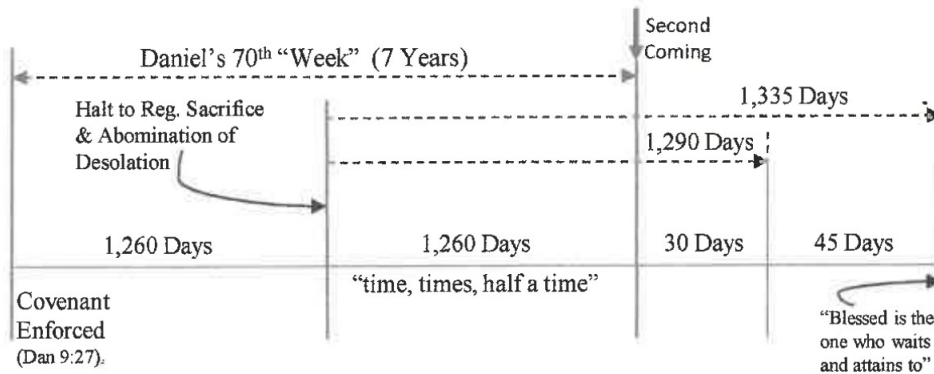 Second
Coming
Daniel's 70th "Week" (7 Years)
Halt to Reg. Sacrifice
& Abomination of
Desolation
1,335 Days
1,290 Days
1,260 Days
1,260 Days
30 Days
45 Days
"time, times, half a time"
Covenant
Enforced
(Dan 9:27).
"Blessed is the
one who waits
and attains to"